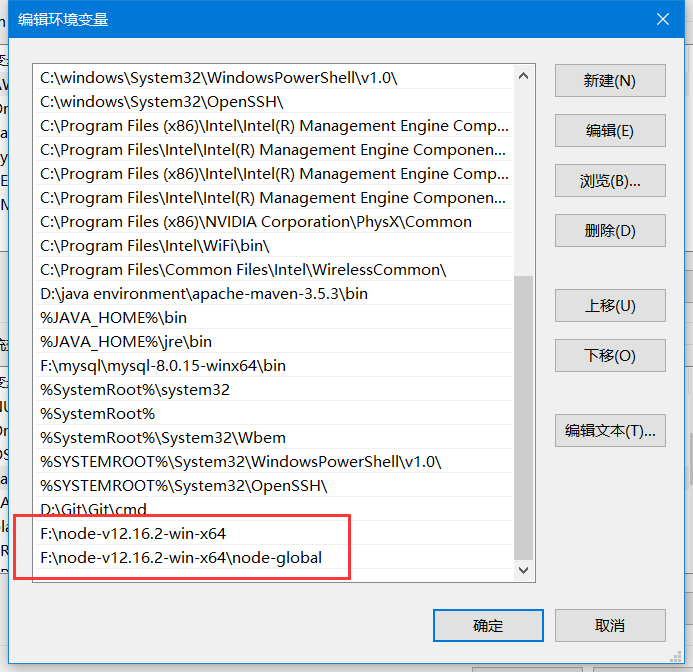 编辑环境变量
C:\windows\System32\WindowsPowerShell\v1.0\
C:\windows\System32\OpenSSH\
C:\Program Files (x86)\Intel\Intel(R) Management Engine Comp...
C:\Program Files\Intel\Intel(R) Management Engine Componen...
C:\Program Files (x86)\Intel\Intel(R) Management Engine Comp...
C:\Program Files\Intel\Intel(R) Management Engine Componen...
C:\Program Files (x86)\NVIDIA Corporation\PhysX\Common
C:\Program Files\Intel\WiFi\bin\
C:\Program Files\Common Files\Intel\WirelessCommon\
D:\java environment\apache-maven-3.5.3\bin
%JAVA_HOME%\bin
%JAVA_HOME%\jre\bin
F:\mysql\mysql-8.0.15-winx64\bin
%SystemRoot%\system32
%SystemRoot%
%SystemRoot%\System32\Wbem
%SYSTEMROOT%\System32\WindowsPowerShell\v1.0\
%SYSTEMROOT%\System32\OpenSSH\
D:\Git\Git\cmd
F:\node-v12.16.2-win-x64
F:\node-v12.16.2-win-x64\node-global
新建(N)
编辑(E)
浏览(B)...
删除(D)
上移(U)
下移(O)
编辑文本(T)...
确定
取消